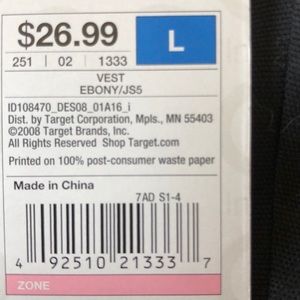 $26.99 L
251 | 02 | 1333
VEST
EBONY/JS5
ID108470_DES08_01A16_i
Dist. by Target Corporation, Mpls., MN 55403
©2008 Target Brands, Inc.
All Rights Reserved Shop Target.com
Printed on 100% post-consumer waste paper
Made in China
7AD S1-4
4 92510 21333 7
ZONE